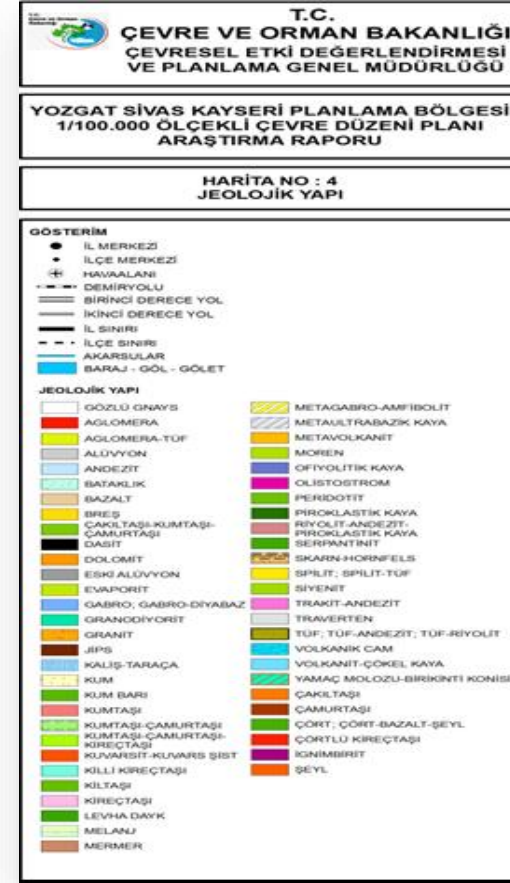 T.C.
ÇEVRE VE ORMAN BAKANLIĞI
ÇEVRESEL ETKİ DEĞERLENDİRMESİ
VE PLANLAMA GENEL MÜDÜRLÜĞÜ
YOZGAT SİVAS KAYSERİ PLANLAMA BÖLGESİ
1/100.000 ÖLÇEKLİ ÇEVRE DÜZENİ PLANI
ARAŞTIRMA RAPORU
HARİTA NO : 4
JEOLOJİK YAPI
GÖSTERİM
İL MERKEZİ
İLÇE MERKEZİ
HAVAALANI
DEMİRYOLU
BİRİNCİ DERECE YOL
İKİNCİ DERECE YOL
İL SINIRI
İLÇE SINIRI
AKARSULAR
BARAJ - GÖL - GÖLET
JEOLOJİK YAPI
GÖZLÜ GNAYS
AGLOMERA
AGLOMERA-TÜF
ALÜVYON
ANDEZİT
BATAKLIK
BAZALT
BREŞ
ÇAKILTAŞI-KUMTAŞI-
ÇAMURTAŞI
DASİT
DOLOMİT
ESKİ ALÜVYON
EVAPORİT
GABRO; GABRO-DİYABAZ
GRANODİYORİT
GRANİT
JİPS
KALİŞ-TARAÇA
KUM
KUM BARI
KUMTAŞI
KUMTAŞI-ÇAMURTAŞI
KUMTAŞI-ÇAMURTAŞI-
KİREÇTAŞI
KUVARSİT-KUVARS ŞİST
KİLLİ KİREÇTAŞI
KİLTAŞI
KİREÇTAŞI
LEVHA DAYK
MELANJ
MERMER
METAGABRO-AMFİBOLİT
METAULTRABAZİK KAYA
METAVOLKANİT
MOREN
OFİYOLİTİK KAYA
OLİSTOSTROM
PERİDOTİT
PİROKLASTİK KAYA
RİYOLİT-ANDEZİT-
PİROKLASTİK KAYA
SERPANTİNİT
SKARN-HORNFELS
SPİLİT; SPİLİT-TÜF
SİYENİT
TRAKİT-ANDEZİT
TRAVERTEN
TÜF; TÜF-ANDEZİT; TÜF-RİYOLİT
VOLKANİK CAM
VOLKANİT-ÇÖKEL KAYA
YAMAÇ MOLOZU-BİRİKİNTİ KONİSİ
ÇAKILTAŞI
ÇAMURTAŞI
ÇÖRT; ÇÖRT-BAZALT-ŞEYL
ÇÖRTLÜ KİREÇTAŞI
İGNİMBİRİT
ŞEYL